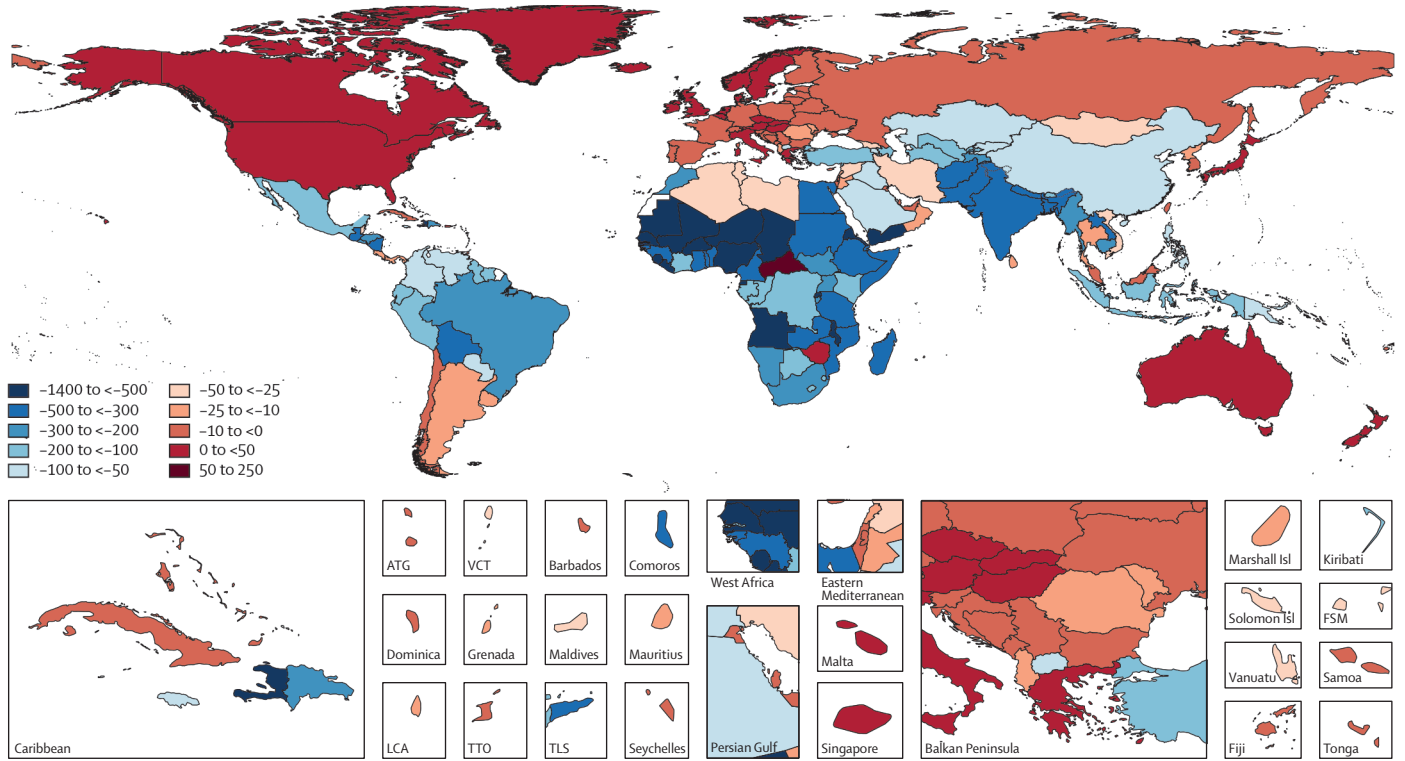 −1400 to <−500
−500 to <−300
−300 to <−200
−200 to <−100
−100 to <−50
−50 to <−25
−25 to <−10
−10 to <0
0 to <50
50 to 250
Caribbean
ATG
VCT
Barbados
Comoros
Dominica
Grenada
Maldives
Mauritius
LCA
TTO
TLS
Seychelles
West Africa
Eastern
Mediterranean
Persian Gulf
Malta
Singapore
Balkan Peninsula
Marshall Isl
Kiribati
Solomon Isl
FSM
Vanuatu
Samoa
Fiji
Tonga